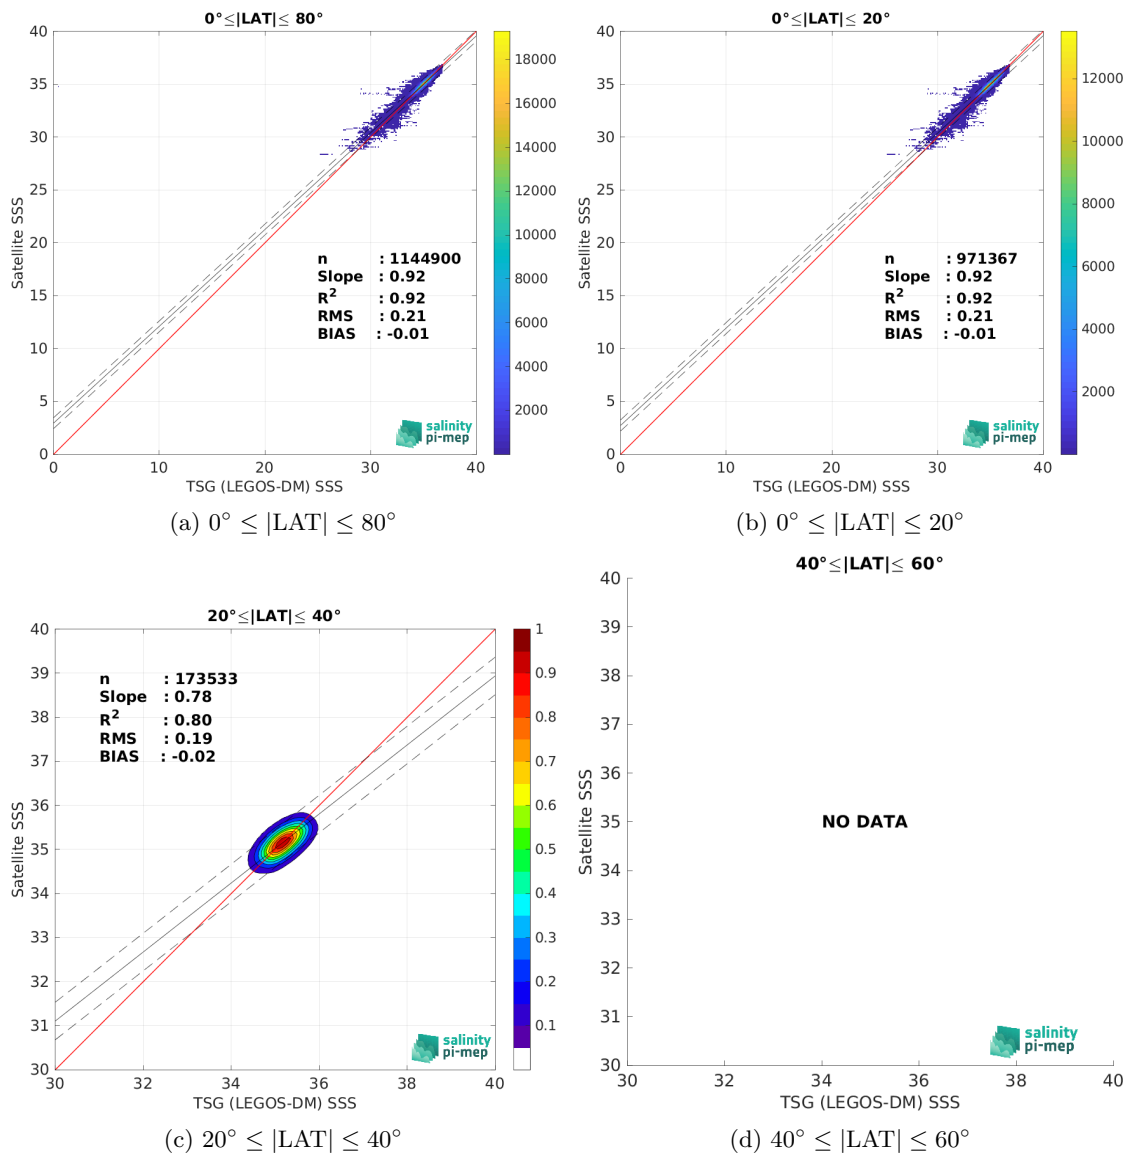 0°≤|LAT|≤ 80°
40
35
30
25
20
15
10
5
0
Satellite SSS
n : 1144900
Slope : 0.92
R² : 0.92
RMS : 0.21
BIAS : -0.01
salinity
pi-mep
0 10 20 30 40
TSG (LEGOS-DM) SSS
18000
16000
14000
12000
10000
8000
6000
4000
2000
(a) 0° ≤ |LAT| ≤ 80°
0°≤|LAT|≤ 20°
40
35
30
25
20
15
10
5
0
Satellite SSS
n : 971367
Slope : 0.92
R² : 0.92
RMS : 0.21
BIAS : -0.01
salinity
pi-mep
0 10 20 30 40
TSG (LEGOS-DM) SSS
12000
10000
8000
6000
4000
2000
(b) 0° ≤ |LAT| ≤ 20°
20°≤|LAT|≤ 40°
40
39
38
37
36
35
34
33
32
31
30
Satellite SSS
n : 173533
Slope : 0.78
R² : 0.80
RMS : 0.19
BIAS : -0.02
salinity
pi-mep
30 32 34 36 38 40
TSG (LEGOS-DM) SSS
1
0.9
0.8
0.7
0.6
0.5
0.4
0.3
0.2
0.1
(c) 20° ≤ |LAT| ≤ 40°
40°≤|LAT|≤ 60°
40
39
38
37
36
35
34
33
32
31
30
Satellite SSS
NO DATA
salinity
pi-mep
30 32 34 36 38 40
TSG (LEGOS-DM) SSS
(d) 40° ≤ |LAT| ≤ 60°